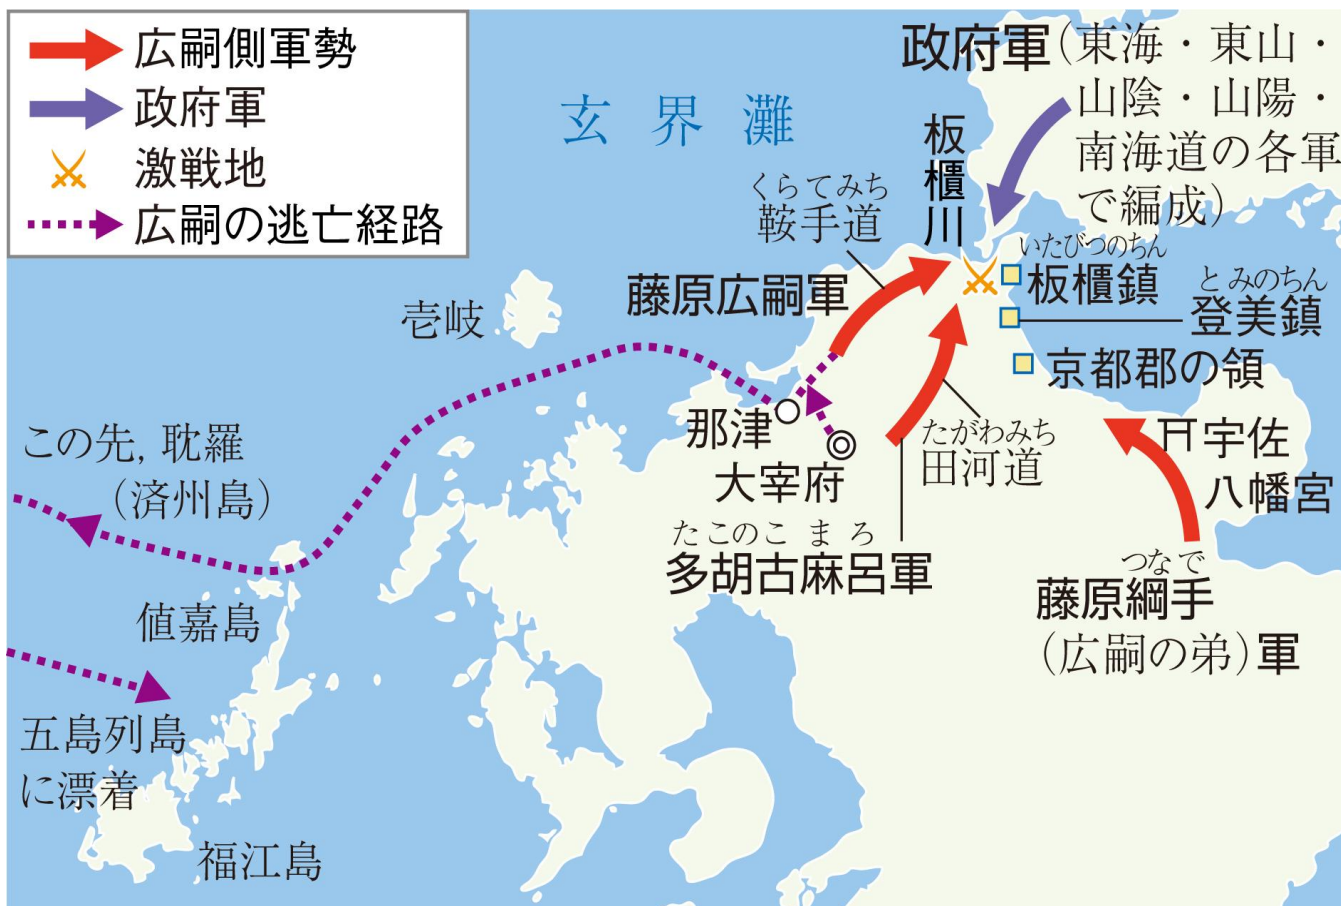 広嗣側軍勢
政府軍
激戦地
広嗣の逃亡経路
玄界灘
政府軍(東海・東山・
山陰・山陽・
南海道の各軍
で編成)
板櫃川
くらてみち
鞍手道
藤原広嗣軍
いたびつのちん
板櫃鎮
とみのちん
登美鎮
京都郡の領
壱岐
那津
大宰府
たがわみち
田河道
宇佐
八幡宮
この先, 耽羅
(済州島)
たこのこまろ
多胡古麻呂軍
つなで
藤原綱手
(広嗣の弟)軍
値嘉島
五島列島
に漂着
福江島